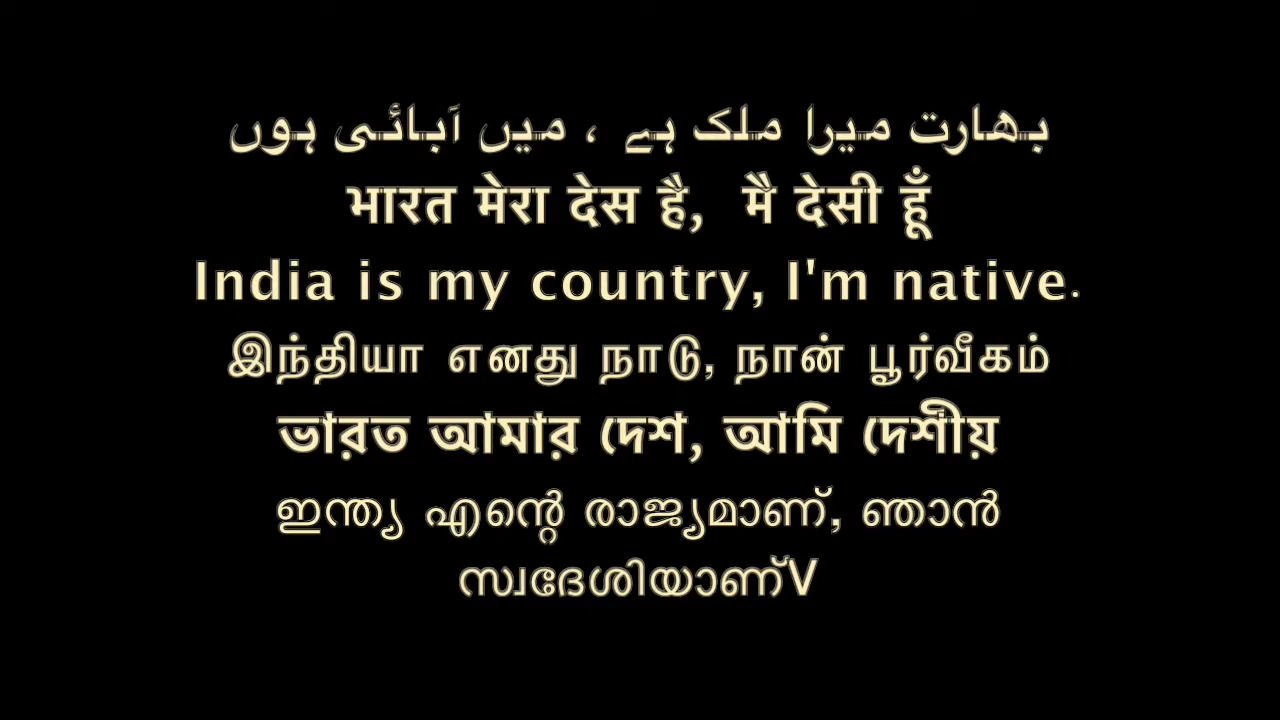 بھارت میرا ملک ہے ، میں آبائی ہوں
भारत मेरा देस है, मै देसी हूँ
India is my country, I'm native.
இந்தியா எனது நாடு, நான் பூர்வீகம்
ভারত আমার দেশ, আমি দেশীয়
ഇന്ത്യ എന്റെ രാജ്യമാണ്, ഞാൻ
സ്വദേശിയാണ്V